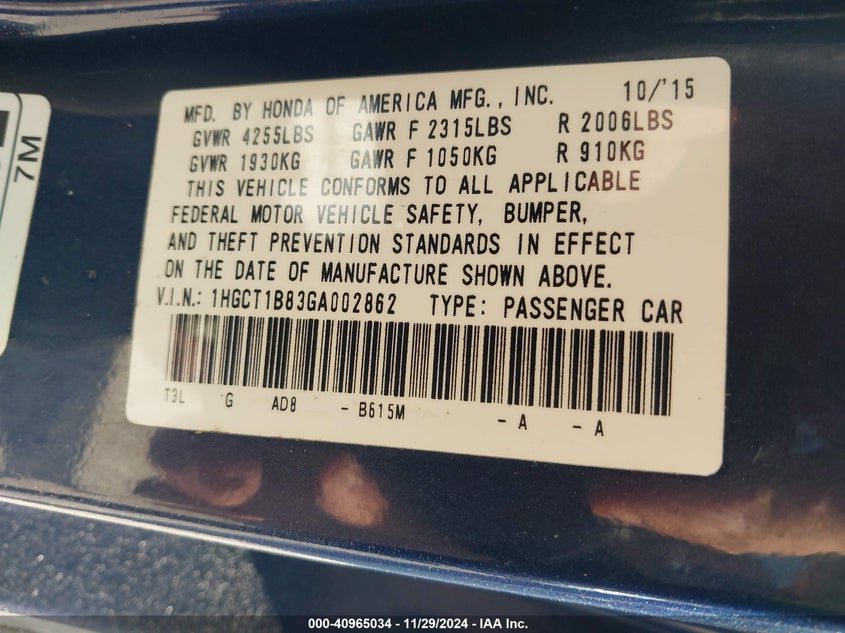 MFD. BY HONDA OF AMERICA MFG., INC. 10/'15
GVWR 4255LBS GAWR F 2315LBS R 2006LBS
GVWR 1930KG GAWR F 1050KG R 910KG
THIS VEHICLE CONFORMS TO ALL APPLICABLE
FEDERAL MOTOR VEHICLE SAFETY, BUMPER,
AND THEFT PREVENTION STANDARDS IN EFFECT
ON THE DATE OF MANUFACTURE SHOWN ABOVE.
V.I.N.: 1HGCT1B83GA002862 TYPE: PASSENGER CAR
T3L G AD8 - B615M - A - A
7M
000-40965034 - 11/29/2024 - IAA Inc.